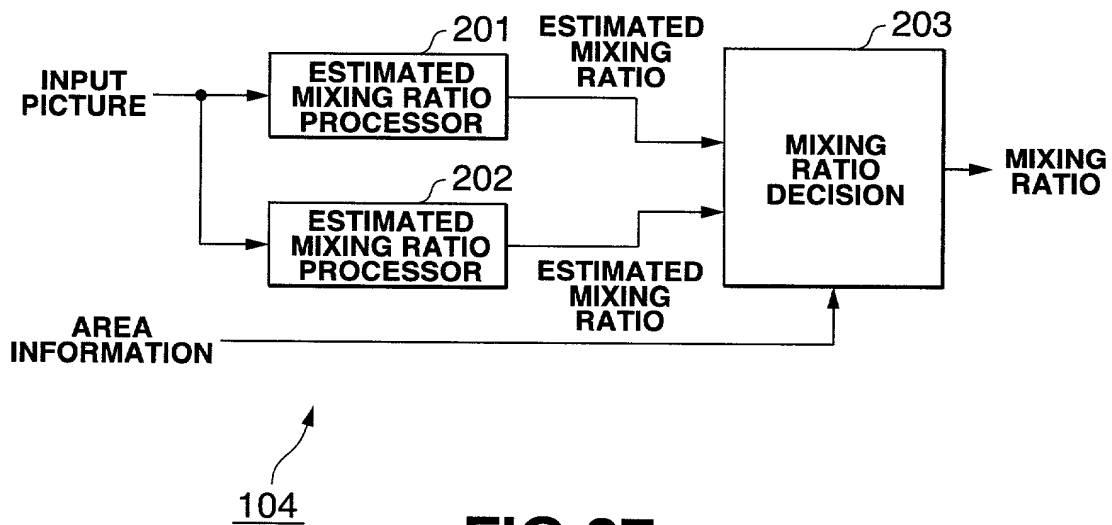 201
ESTIMATED
MIXING
RATIO
203
INPUT
PICTURE
ESTIMATED
MIXING RATIO
PROCESSOR
MIXING
RATIO
DECISION
MIXING
RATIO
202
ESTIMATED
MIXING RATIO
PROCESSOR
ESTIMATED
MIXING
RATIO
AREA
INFORMATION
104